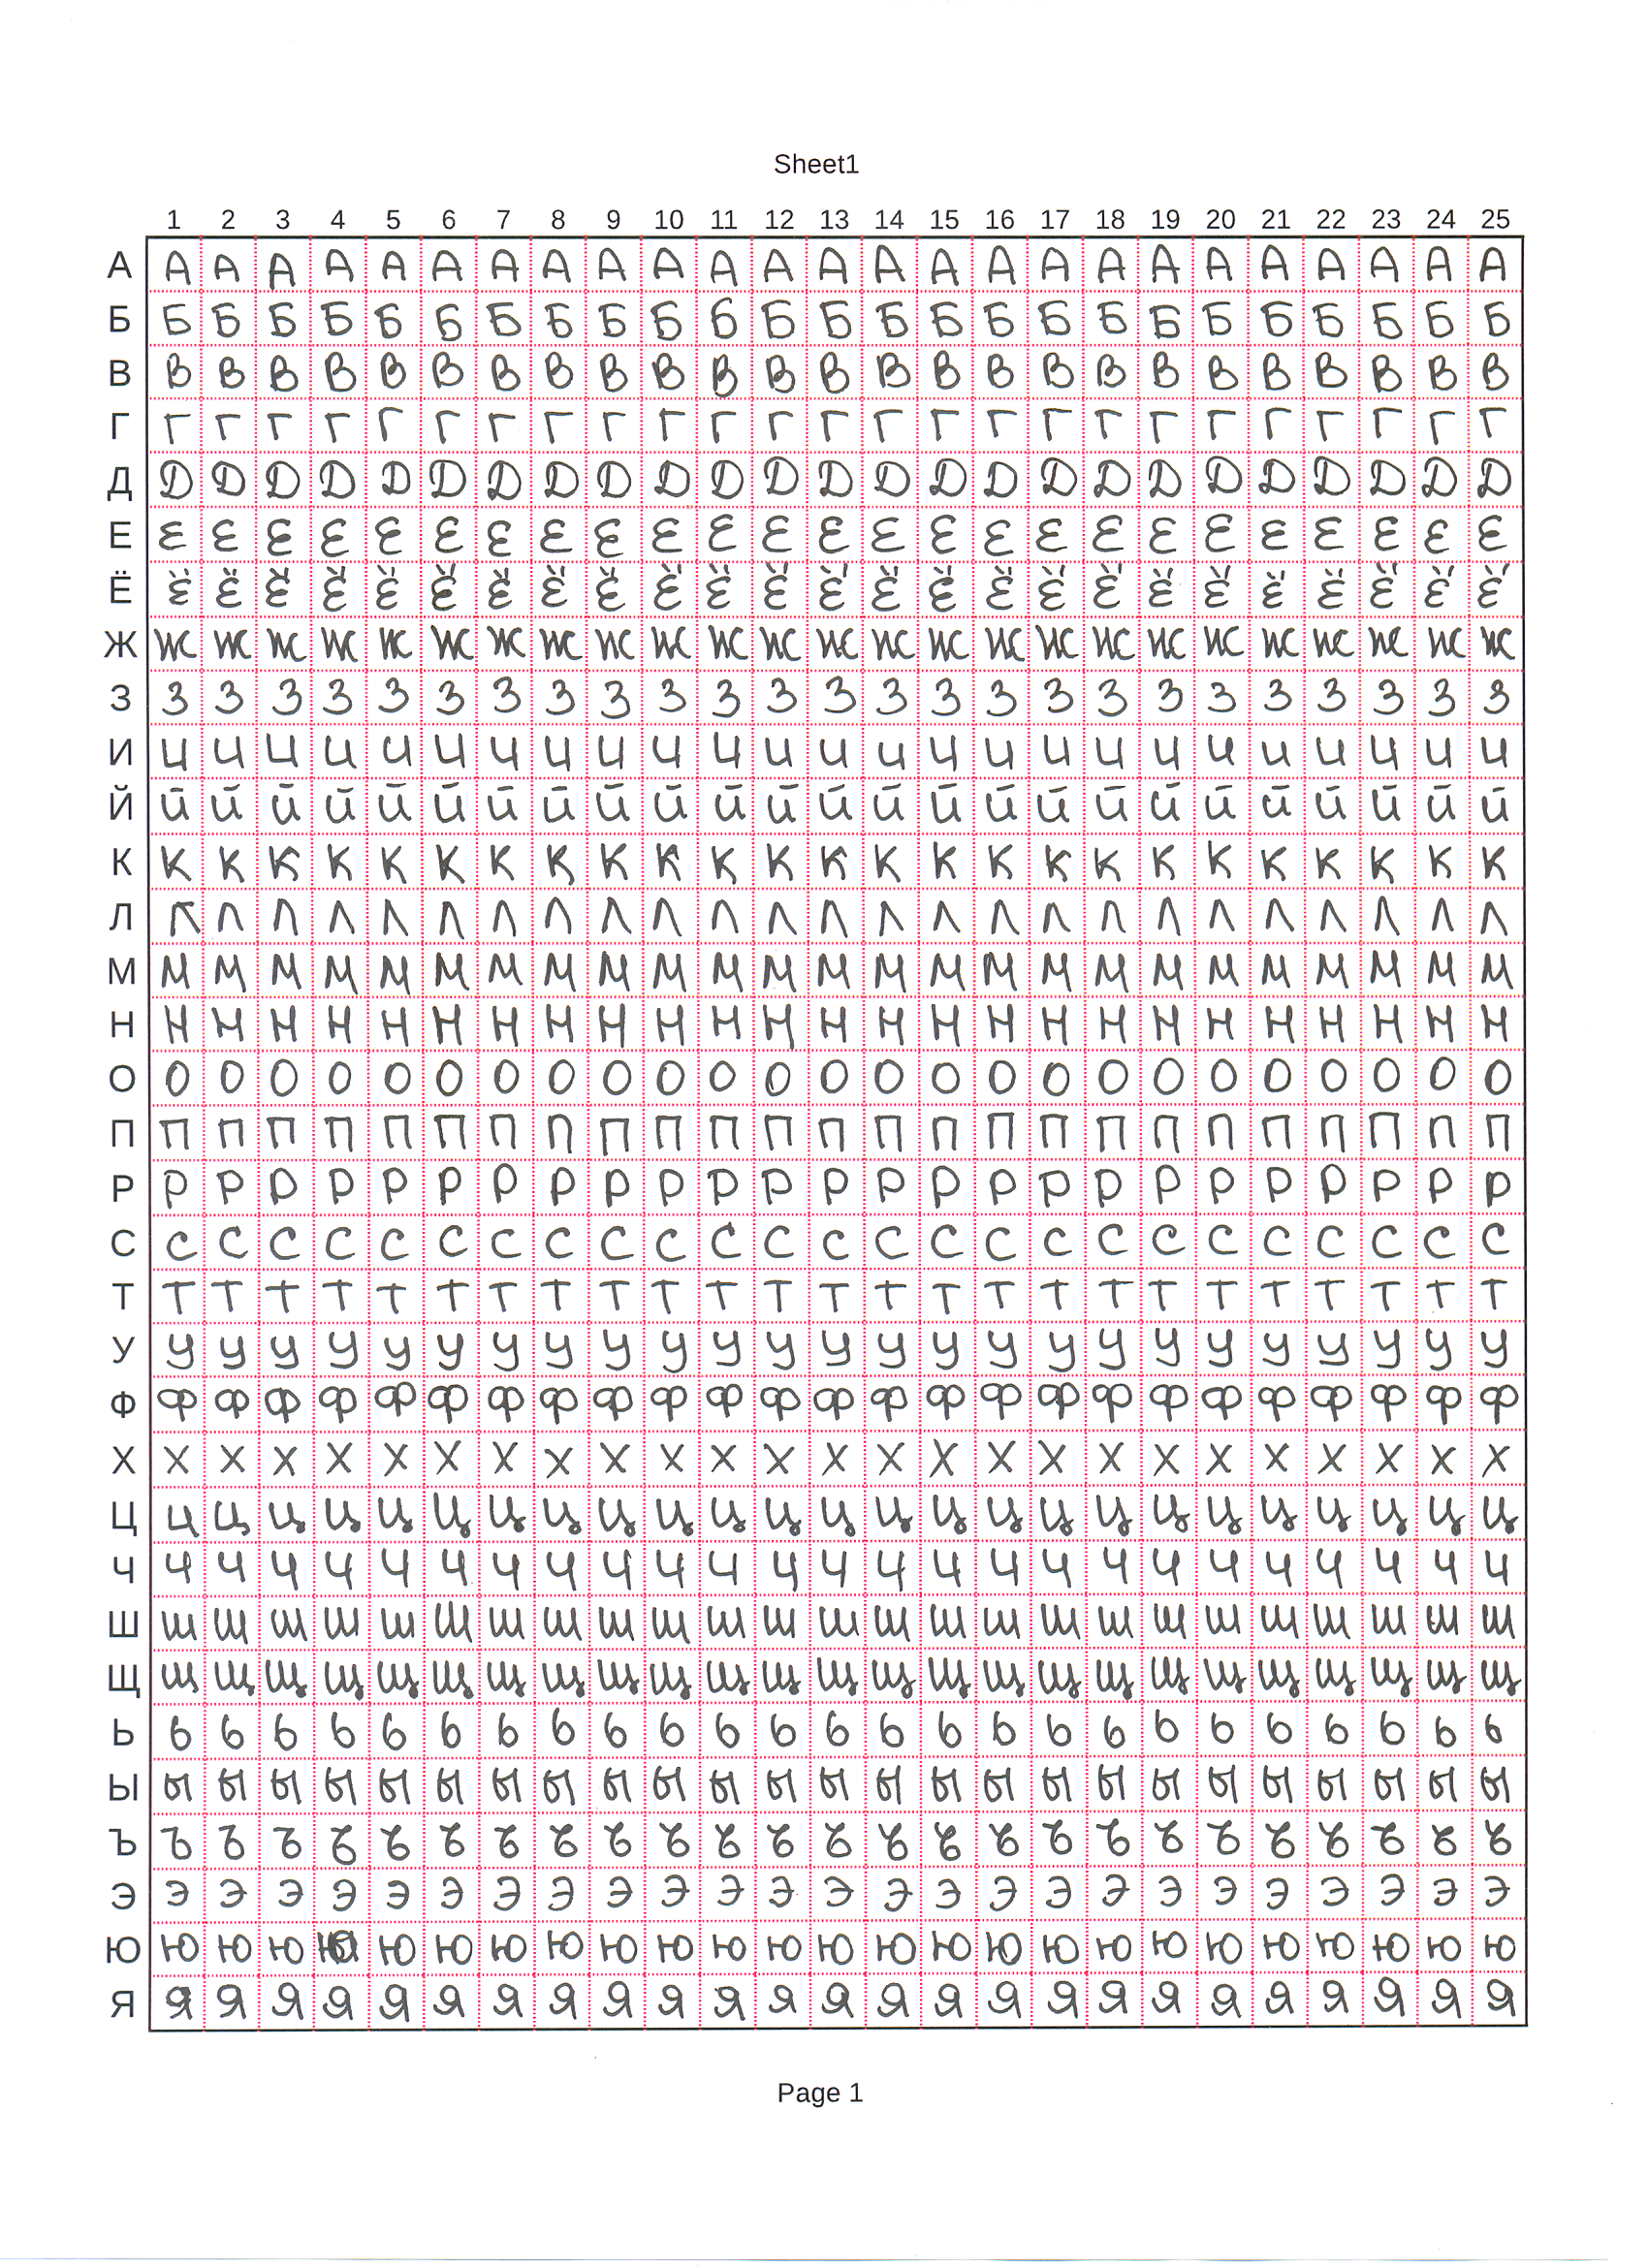 Sheet1
1 2 3 4 5 6 7 8 9 10 11 12 13 14 15 16 17 18 19 20 21 22 23 24 25
А А А А А А А А А А А А А А А А А А А А А А А А А А
Б Б Б Б Б Б Б Б Б Б Б Б Б Б Б Б Б Б Б Б Б Б Б Б Б Б
В В В В В В В В В В В В В В В В В В В В В В В В В В
Г Г Г Г Г Г Г Г Г Г Г Г Г Г Г Г Г Г Г Г Г Г Г Г Г Г
Д Д Д Д Д Д Д Д Д Д Д Д Д Д Д Д Д Д Д Д Д Д Д Д Д Д
Е Е Е Е Е Е Е Е Е Е Е Е Е Е Е Е Е Е Е Е Е Е Е Е Е Е
Ё Ё Ё Ё Ё Ё Ё Ё Ё Ё Ё Ё Ё Ё Ё Ё Ё Ё Ё Ё Ё Ё Ё Ё Ё Ё
Ж Ж Ж Ж Ж Ж Ж Ж Ж Ж Ж Ж Ж Ж Ж Ж Ж Ж Ж Ж Ж Ж Ж Ж Ж Ж
З З З З З З З З З З З З З З З З З З З З З З З З З З
И И И И И И И И И И И И И И И И И И И И И И И И И И
Й Й Й Й Й Й Й Й Й Й Й Й Й Й Й Й Й Й Й Й Й Й Й Й Й Й
К К К К К К К К К К К К К К К К К К К К К К К К К К
Л Л Л Л Л Л Л Л Л Л Л Л Л Л Л Л Л Л Л Л Л Л Л Л Л Л
М М М М М М М М М М М М М М М М М М М М М М М М М М
Н Н Н Н Н Н Н Н Н Н Н Н Н Н Н Н Н Н Н Н Н Н Н Н Н Н
О О О О О О О О О О О О О О О О О О О О О О О О О О
П П П П П П П П П П П П П П П П П П П П П П П П П П
Р Р Р Р Р Р Р Р Р Р Р Р Р Р Р Р Р Р Р Р Р Р Р Р Р Р
С С С С С С С С С С С С С С С С С С С С С С С С С С
Т Т Т Т Т Т Т Т Т Т Т Т Т Т Т Т Т Т Т Т Т Т Т Т Т Т
У У У У У У У У У У У У У У У У У У У У У У У У У У
Ф Ф Ф Ф Ф Ф Ф Ф Ф Ф Ф Ф Ф Ф Ф Ф Ф Ф Ф Ф Ф Ф Ф Ф Ф Ф
Х Х Х Х Х Х Х Х Х Х Х Х Х Х Х Х Х Х Х Х Х Х Х Х Х Х
Ц Ц Ц Ц Ц Ц Ц Ц Ц Ц Ц Ц Ц Ц Ц Ц Ц Ц Ц Ц Ц Ц Ц Ц Ц Ц
Ч Ч Ч Ч Ч Ч Ч Ч Ч Ч Ч Ч Ч Ч Ч Ч Ч Ч Ч Ч Ч Ч Ч Ч Ч Ч
Ш Ш Ш Ш Ш Ш Ш Ш Ш Ш Ш Ш Ш Ш Ш Ш Ш Ш Ш Ш Ш Ш Ш Ш Ш Ш
Щ Щ Щ Щ Щ Щ Щ Щ Щ Щ Щ Щ Щ Щ Щ Щ Щ Щ Щ Щ Щ Щ Щ Щ Щ Щ
Ь Ь Ь Ь Ь Ь Ь Ь Ь Ь Ь Ь Ь Ь Ь Ь Ь Ь Ь Ь Ь Ь Ь Ь Ь Ь
Ы Ы Ы Ы Ы Ы Ы Ы Ы Ы Ы Ы Ы Ы Ы Ы Ы Ы Ы Ы Ы Ы Ы Ы Ы Ы
Ъ Ъ Ъ Ъ Ъ Ъ Ъ Ъ Ъ Ъ Ъ Ъ Ъ Ъ Ъ Ъ Ъ Ъ Ъ Ъ Ъ Ъ Ъ Ъ Ъ Ъ
Э Э Э Э Э Э Э Э Э Э Э Э Э Э Э Э Э Э Э Э Э Э Э Э Э Э
Ю Ю Ю Ю Ю Ю Ю Ю Ю Ю Ю Ю Ю Ю Ю Ю Ю Ю Ю Ю Ю Ю Ю Ю Ю
Я Я Я Я Я Я Я Я Я Я Я Я Я Я Я Я Я Я Я Я Я Я Я Я Я Я
Page 1